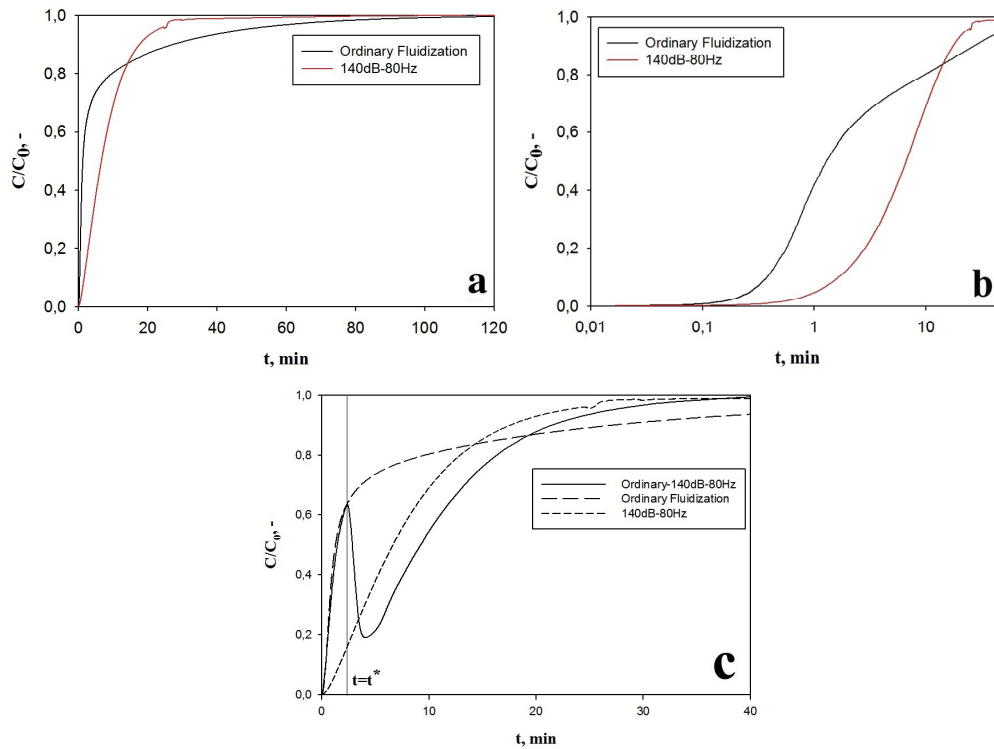 1,0
0,8
0,6
0,4
0,2
0,0
C/C0, -
Ordinary Fluidization
140dB-80Hz
a
0 20 40 60 80 100 120
t, min
1,0
0,8
0,6
0,4
0,2
0,0
C/C0, -
Ordinary Fluidization
140dB-80Hz
b
0,01 0,1 1 10
t, min
1,0
0,8
0,6
0,4
0,2
0,0
C/C0, -
Ordinary-140dB-80Hz
Ordinary Fluidization
140dB-80Hz
t=t*
c
0 10 20 30 40
t, min